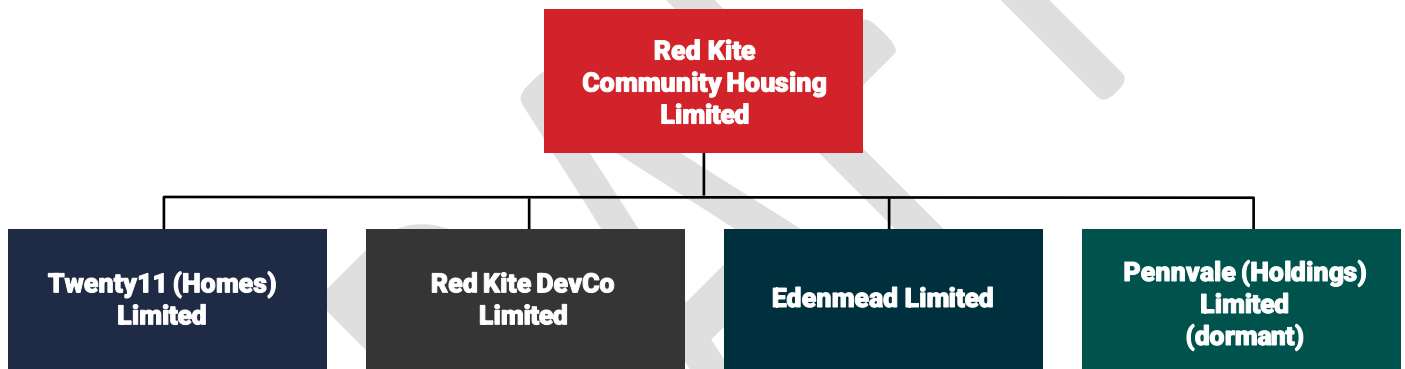 Red Kite
Community Housing
Limited
Twenty11 (Homes)
Limited
Red Kite DevCo
Limited
Edenmead Limited
Pennvale (Holdings)
Limited
(dormant)